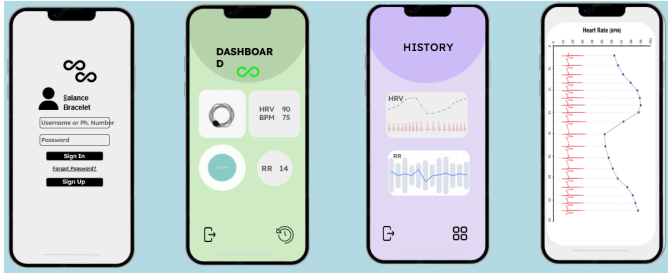 Balance
Bracelet
Username or Ph. Number
Password
Sign In
Forgot Password?
Sign Up
DASHBOAR
D
HRV 90
BPM 75
RR 14
HISTORY
HRV
RR
Heart Rate (BPM)